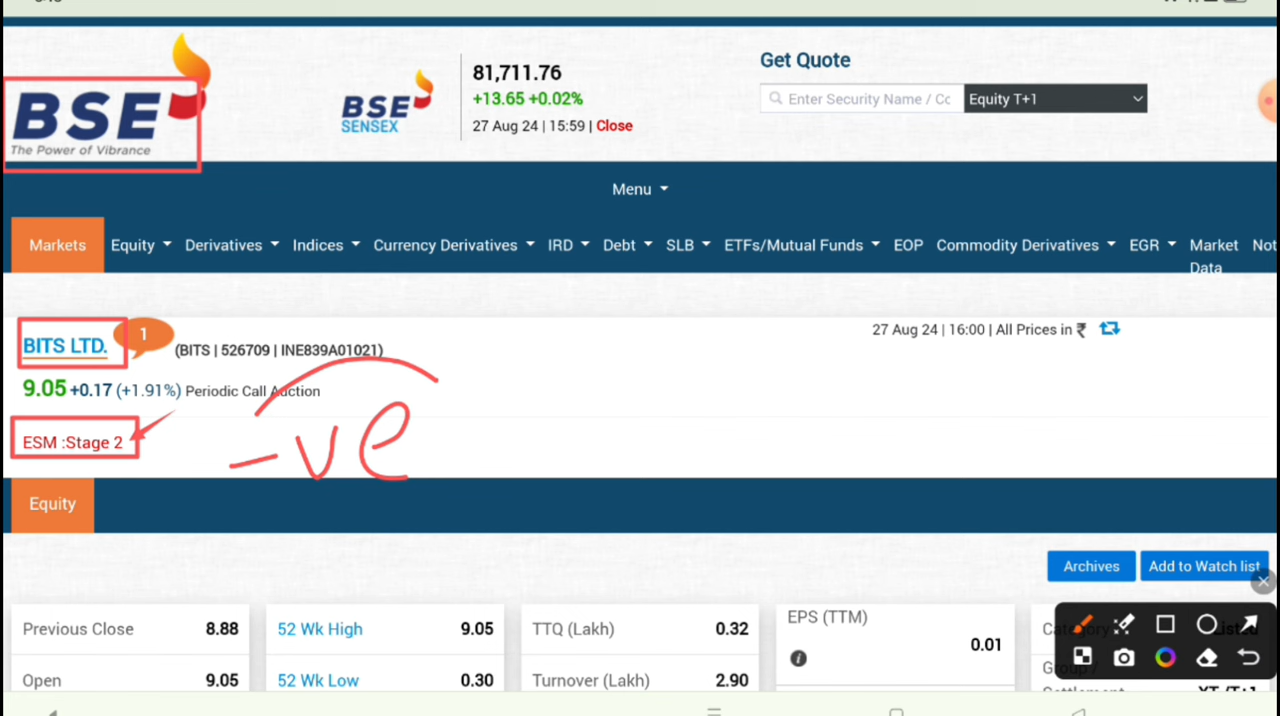 BSE
The Power of Vibrance
BSE
SENSEX
81,711.76
+13.65 +0.02%
27 Aug 24 | 15:59 | Close
Get Quote
Enter Security Name / Cc
Equity T+1
Menu
Markets Equity Derivatives Indices Currency Derivatives IRD Debt SLB ETFs/Mutual Funds EOP Commodity Derivatives EGR Market Data Not
BITS LTD. 1 (BITS | 526709 | INE839A01021)
27 Aug 24 | 16:00 | All Prices in ₹
9.05 +0.17 (+1.91%) Periodic Call Auction
ESM :Stage 2
-ve
Equity
Archives Add to Watch list
Previous Close 8.88
52 Wk High 9.05
TTQ (Lakh) 0.32
EPS (TTM) 0.01
Open 9.05
52 Wk Low 0.30
Turnover (Lakh) 2.90